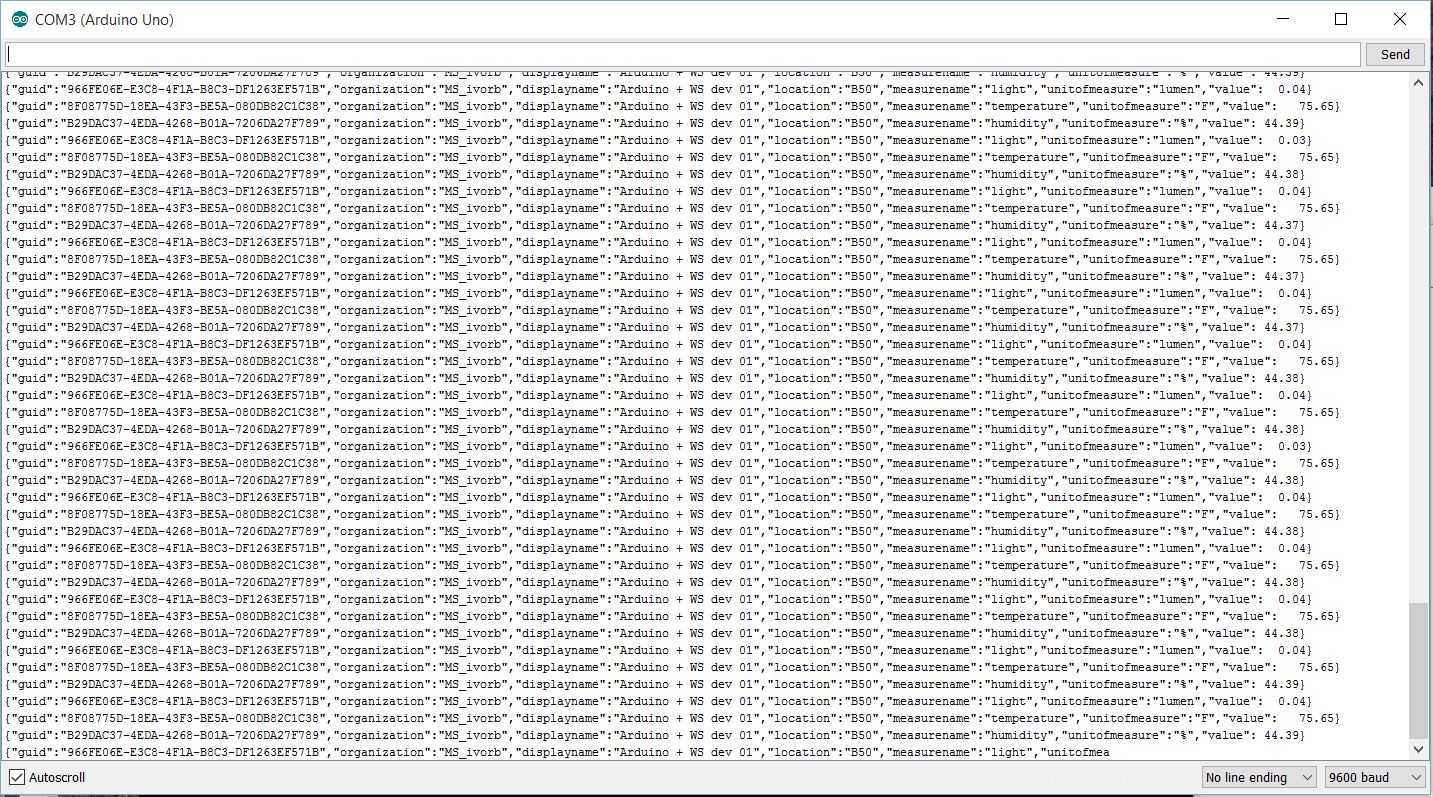 COM3 (Arduino Uno)
Send
{"guid":"B29DAC37-4EDA-4268-B01A-7206DA27F789","organization":"MS_ivorb","displayname":"Arduino + WS dev 01","location":"B50","measurename":"humidity","unitofmeasure":"%","value": 44.39}
{"guid":"966FE06E-E3C8-4F1A-B8C3-DF1263EF571B","organization":"MS_ivorb","displayname":"Arduino + WS dev 01","location":"B50","measurename":"light","unitofmeasure":"lumen","value":  0.04}
{"guid":"8F08775D-18EA-43F3-BE5A-080DB82C1C38","organization":"MS_ivorb","displayname":"Arduino + WS dev 01","location":"B50","measurename":"temperature","unitofmeasure":"F","value":   75.65}
{"guid":"B29DAC37-4EDA-4268-B01A-7206DA27F789","organization":"MS_ivorb","displayname":"Arduino + WS dev 01","location":"B50","measurename":"humidity","unitofmeasure":"%","value": 44.39}
{"guid":"966FE06E-E3C8-4F1A-B8C3-DF1263EF571B","organization":"MS_ivorb","displayname":"Arduino + WS dev 01","location":"B50","measurename":"light","unitofmeasure":"lumen","value":  0.03}
{"guid":"8F08775D-18EA-43F3-BE5A-080DB82C1C38","organization":"MS_ivorb","displayname":"Arduino + WS dev 01","location":"B50","measurename":"temperature","unitofmeasure":"F","value":   75.65}
{"guid":"B29DAC37-4EDA-4268-B01A-7206DA27F789","organization":"MS_ivorb","displayname":"Arduino + WS dev 01","location":"B50","measurename":"humidity","unitofmeasure":"%","value": 44.38}
{"guid":"966FE06E-E3C8-4F1A-B8C3-DF1263EF571B","organization":"MS_ivorb","displayname":"Arduino + WS dev 01","location":"B50","measurename":"light","unitofmeasure":"lumen","value":  0.04}
{"guid":"8F08775D-18EA-43F3-BE5A-080DB82C1C38","organization":"MS_ivorb","displayname":"Arduino + WS dev 01","location":"B50","measurename":"temperature","unitofmeasure":"F","value":   75.65}
{"guid":"B29DAC37-4EDA-4268-B01A-7206DA27F789","organization":"MS_ivorb","displayname":"Arduino + WS dev 01","location":"B50","measurename":"humidity","unitofmeasure":"%","value": 44.37}
{"guid":"966FE06E-E3C8-4F1A-B8C3-DF1263EF571B","organization":"MS_ivorb","displayname":"Arduino + WS dev 01","location":"B50","measurename":"light","unitofmeasure":"lumen","value":  0.04}
{"guid":"8F08775D-18EA-43F3-BE5A-080DB82C1C38","organization":"MS_ivorb","displayname":"Arduino + WS dev 01","location":"B50","measurename":"temperature","unitofmeasure":"F","value":   75.65}
{"guid":"B29DAC37-4EDA-4268-B01A-7206DA27F789","organization":"MS_ivorb","displayname":"Arduino + WS dev 01","location":"B50","measurename":"humidity","unitofmeasure":"%","value": 44.37}
{"guid":"966FE06E-E3C8-4F1A-B8C3-DF1263EF571B","organization":"MS_ivorb","displayname":"Arduino + WS dev 01","location":"B50","measurename":"light","unitofmeasure":"lumen","value":  0.04}
{"guid":"8F08775D-18EA-43F3-BE5A-080DB82C1C38","organization":"MS_ivorb","displayname":"Arduino + WS dev 01","location":"B50","measurename":"temperature","unitofmeasure":"F","value":   75.65}
{"guid":"B29DAC37-4EDA-4268-B01A-7206DA27F789","organization":"MS_ivorb","displayname":"Arduino + WS dev 01","location":"B50","measurename":"humidity","unitofmeasure":"%","value": 44.37}
{"guid":"966FE06E-E3C8-4F1A-B8C3-DF1263EF571B","organization":"MS_ivorb","displayname":"Arduino + WS dev 01","location":"B50","measurename":"light","unitofmeasure":"lumen","value":  0.04}
{"guid":"8F08775D-18EA-43F3-BE5A-080DB82C1C38","organization":"MS_ivorb","displayname":"Arduino + WS dev 01","location":"B50","measurename":"temperature","unitofmeasure":"F","value":   75.65}
{"guid":"B29DAC37-4EDA-4268-B01A-7206DA27F789","organization":"MS_ivorb","displayname":"Arduino + WS dev 01","location":"B50","measurename":"humidity","unitofmeasure":"%","value": 44.38}
{"guid":"966FE06E-E3C8-4F1A-B8C3-DF1263EF571B","organization":"MS_ivorb","displayname":"Arduino + WS dev 01","location":"B50","measurename":"light","unitofmeasure":"lumen","value":  0.04}
{"guid":"8F08775D-18EA-43F3-BE5A-080DB82C1C38","organization":"MS_ivorb","displayname":"Arduino + WS dev 01","location":"B50","measurename":"temperature","unitofmeasure":"F","value":   75.65}
{"guid":"B29DAC37-4EDA-4268-B01A-7206DA27F789","organization":"MS_ivorb","displayname":"Arduino + WS dev 01","location":"B50","measurename":"humidity","unitofmeasure":"%","value": 44.38}
{"guid":"966FE06E-E3C8-4F1A-B8C3-DF1263EF571B","organization":"MS_ivorb","displayname":"Arduino + WS dev 01","location":"B50","measurename":"light","unitofmeasure":"lumen","value":  0.03}
{"guid":"8F08775D-18EA-43F3-BE5A-080DB82C1C38","organization":"MS_ivorb","displayname":"Arduino + WS dev 01","location":"B50","measurename":"temperature","unitofmeasure":"F","value":   75.65}
{"guid":"B29DAC37-4EDA-4268-B01A-7206DA27F789","organization":"MS_ivorb","displayname":"Arduino + WS dev 01","location":"B50","measurename":"humidity","unitofmeasure":"%","value": 44.38}
{"guid":"966FE06E-E3C8-4F1A-B8C3-DF1263EF571B","organization":"MS_ivorb","displayname":"Arduino + WS dev 01","location":"B50","measurename":"light","unitofmeasure":"lumen","value":  0.04}
{"guid":"8F08775D-18EA-43F3-BE5A-080DB82C1C38","organization":"MS_ivorb","displayname":"Arduino + WS dev 01","location":"B50","measurename":"temperature","unitofmeasure":"F","value":   75.65}
{"guid":"B29DAC37-4EDA-4268-B01A-7206DA27F789","organization":"MS_ivorb","displayname":"Arduino + WS dev 01","location":"B50","measurename":"humidity","unitofmeasure":"%","value": 44.38}
{"guid":"966FE06E-E3C8-4F1A-B8C3-DF1263EF571B","organization":"MS_ivorb","displayname":"Arduino + WS dev 01","location":"B50","measurename":"light","unitofmeasure":"lumen","value":  0.04}
{"guid":"8F08775D-18EA-43F3-BE5A-080DB82C1C38","organization":"MS_ivorb","displayname":"Arduino + WS dev 01","location":"B50","measurename":"temperature","unitofmeasure":"F","value":   75.65}
{"guid":"B29DAC37-4EDA-4268-B01A-7206DA27F789","organization":"MS_ivorb","displayname":"Arduino + WS dev 01","location":"B50","measurename":"humidity","unitofmeasure":"%","value": 44.38}
{"guid":"966FE06E-E3C8-4F1A-B8C3-DF1263EF571B","organization":"MS_ivorb","displayname":"Arduino + WS dev 01","location":"B50","measurename":"light","unitofmeasure":"lumen","value":  0.04}
{"guid":"8F08775D-18EA-43F3-BE5A-080DB82C1C38","organization":"MS_ivorb","displayname":"Arduino + WS dev 01","location":"B50","measurename":"temperature","unitofmeasure":"F","value":   75.65}
{"guid":"B29DAC37-4EDA-4268-B01A-7206DA27F789","organization":"MS_ivorb","displayname":"Arduino + WS dev 01","location":"B50","measurename":"humidity","unitofmeasure":"%","value": 44.38}
{"guid":"966FE06E-E3C8-4F1A-B8C3-DF1263EF571B","organization":"MS_ivorb","displayname":"Arduino + WS dev 01","location":"B50","measurename":"light","unitofmeasure":"lumen","value":  0.04}
{"guid":"8F08775D-18EA-43F3-BE5A-080DB82C1C38","organization":"MS_ivorb","displayname":"Arduino + WS dev 01","location":"B50","measurename":"temperature","unitofmeasure":"F","value":   75.65}
{"guid":"B29DAC37-4EDA-4268-B01A-7206DA27F789","organization":"MS_ivorb","displayname":"Arduino + WS dev 01","location":"B50","measurename":"humidity","unitofmeasure":"%","value": 44.39}
{"guid":"966FE06E-E3C8-4F1A-B8C3-DF1263EF571B","organization":"MS_ivorb","displayname":"Arduino + WS dev 01","location":"B50","measurename":"light","unitofmeasure":"lumen","value":  0.04}
{"guid":"8F08775D-18EA-43F3-BE5A-080DB82C1C38","organization":"MS_ivorb","displayname":"Arduino + WS dev 01","location":"B50","measurename":"temperature","unitofmeasure":"F","value":   75.65}
{"guid":"B29DAC37-4EDA-4268-B01A-7206DA27F789","organization":"MS_ivorb","displayname":"Arduino + WS dev 01","location":"B50","measurename":"humidity","unitofmeasure":"%","value": 44.39}
{"guid":"966FE06E-E3C8-4F1A-B8C3-DF1263EF571B","organization":"MS_ivorb","displayname":"Arduino + WS dev 01","location":"B50","measurename":"light","unitofmea
Autoscroll
No line ending
9600 baud